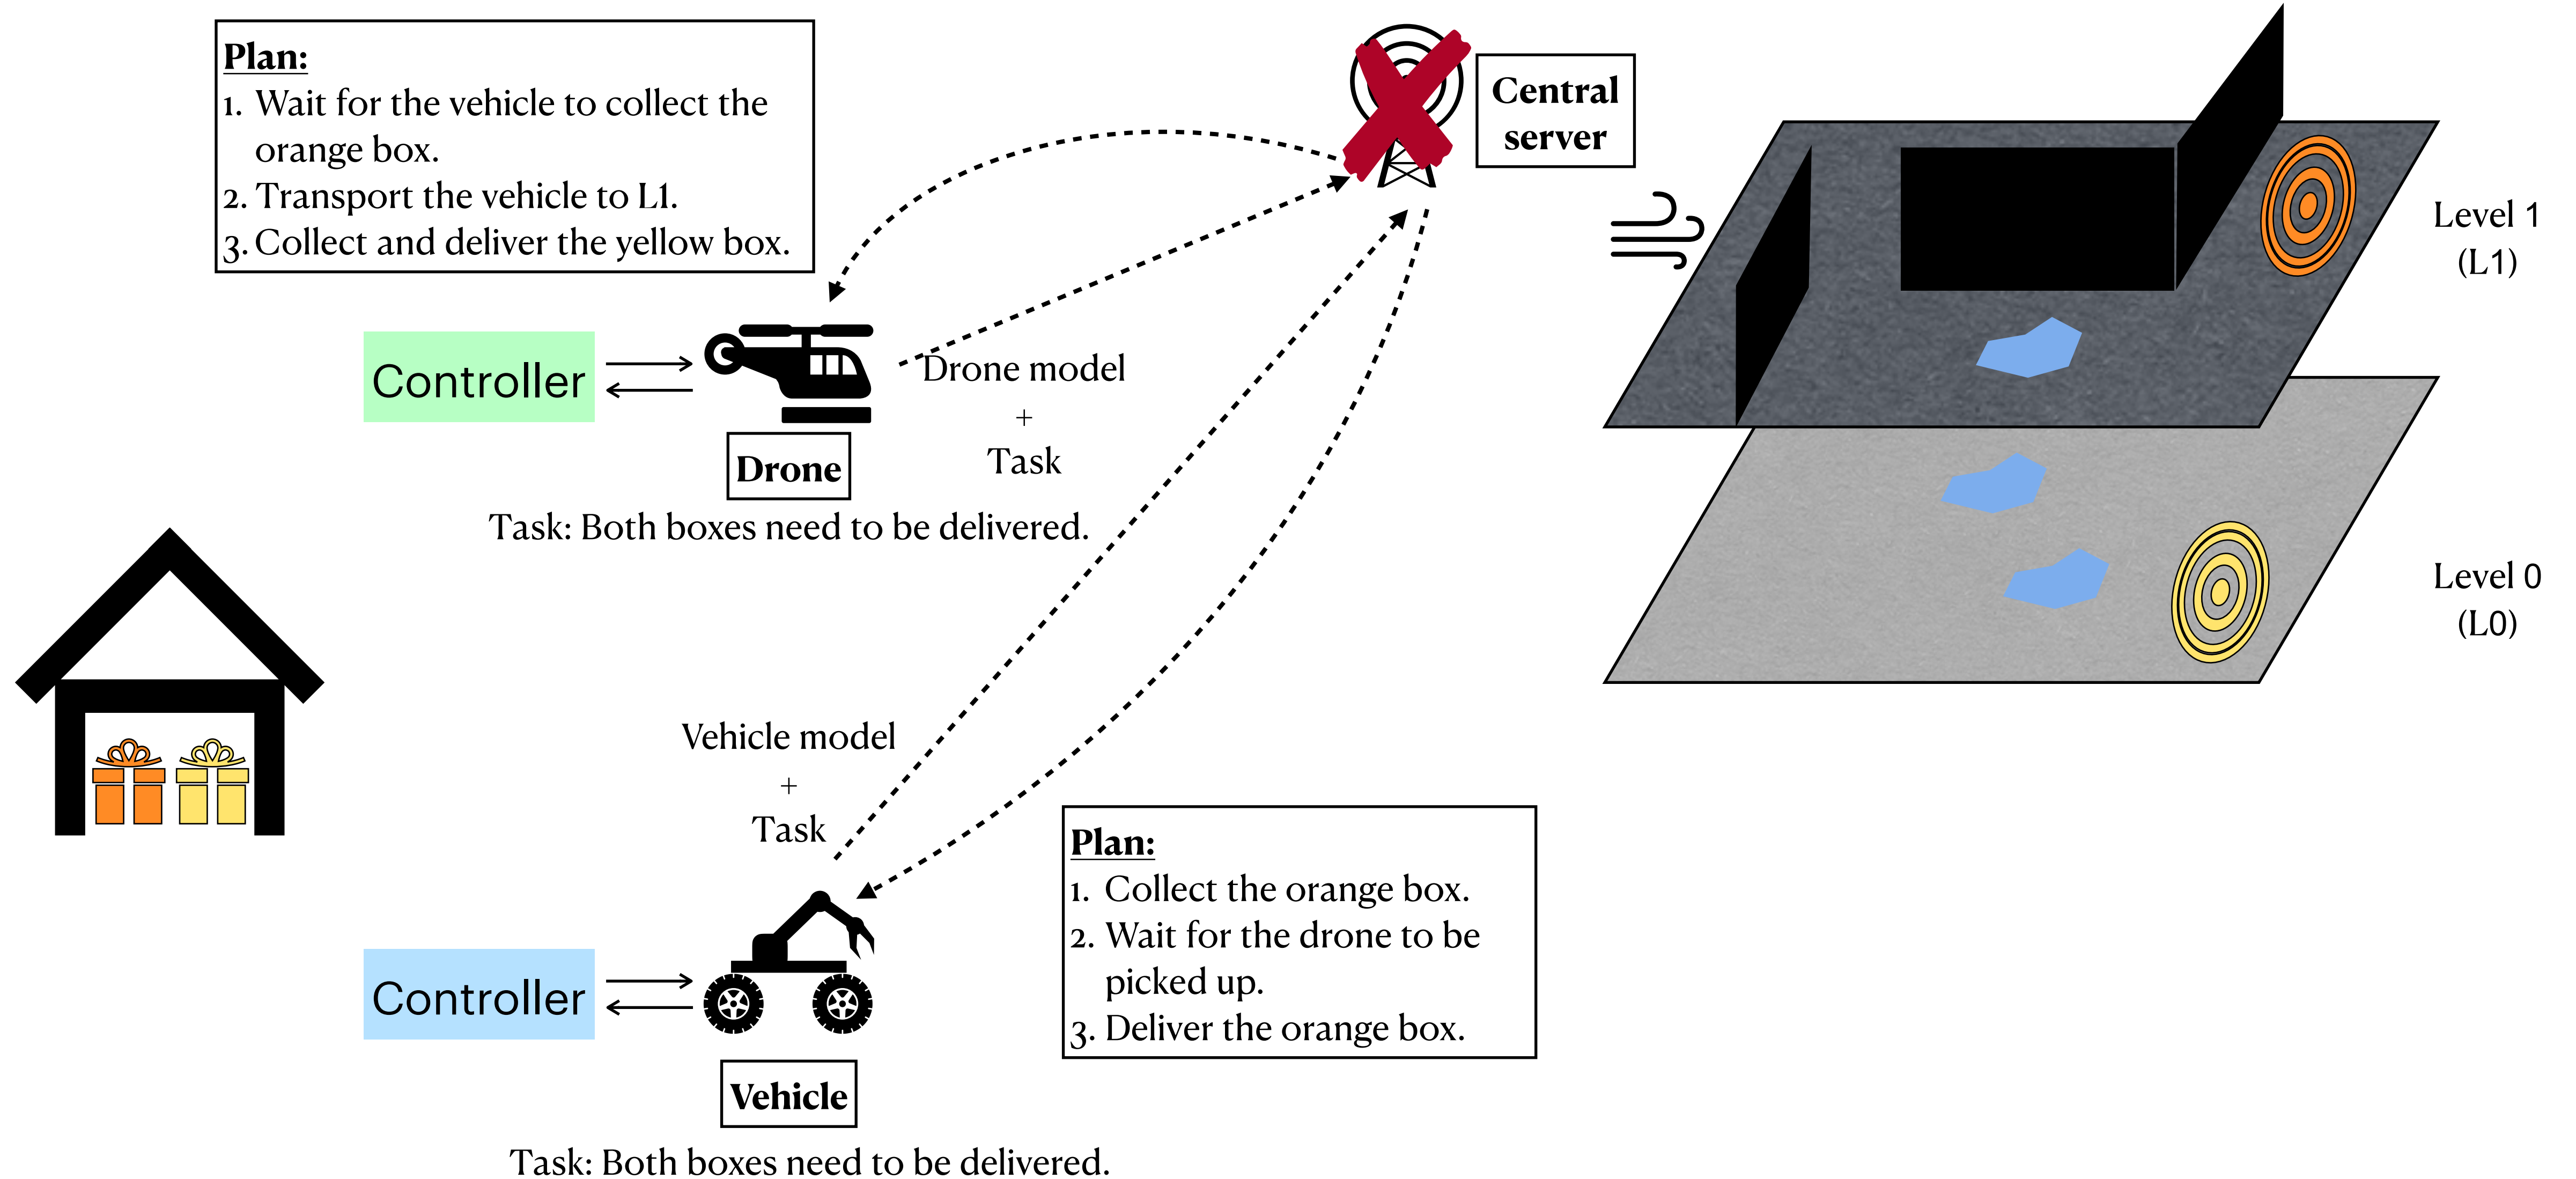 Plan:
1. Wait for the vehicle to collect the
orange box.
2. Transport the vehicle to L1.
3. Collect and deliver the yellow box.
Central
server
Level 1
(L1)
Controller
Drone model
+
Task
Drone
Task: Both boxes need to be delivered.
Level 0
(L0)
Vehicle model
+
Task
Plan:
1. Collect the orange box.
2. Wait for the drone to be
picked up.
3. Deliver the orange box.
Controller
Vehicle
Task: Both boxes need to be delivered.